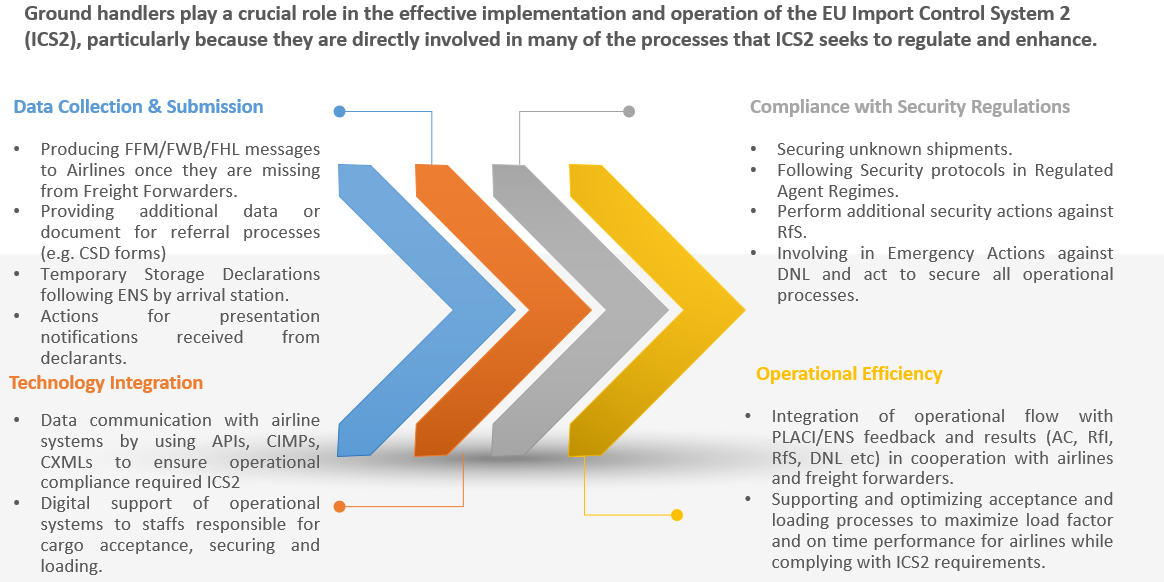 Ground handlers play a crucial role in the effective implementation and operation of the EU Import Control System 2
(ICS2), particularly because they are directly involved in many of the processes that ICS2 seeks to regulate and enhance.
Data Collection & Submission
• Producing FFM/FWB/FHL messages
to Airlines once they are missing
from Freight Forwarders.
• Providing additional data or
document for referral processes
(e.g. CSD forms)
• Temporary Storage Declarations
following ENS by arrival station.
• Actions for presentation
notifications received from
declarants.
Technology Integration
• Data communication with airline
systems by using APIs, CIMPs,
CXMLs to ensure operational
compliance required ICS2
• Digital support of operational
systems to staffs responsible for
cargo acceptance, securing and
loading.
Compliance with Security Regulations
• Securing unknown shipments.
• Following Security protocols in Regulated
Agent Regimes.
• Perform additional security actions against
RfS.
• Involving in Emergency Actions against
DNL and act to secure all operational
processes.
Operational Efficiency
• Integration of operational flow with
PLACI/ENS feedback and results (AC, RfI,
RfS, DNL etc) in cooperation with airlines
and freight forwarders.
• Supporting and optimizing acceptance and
loading processes to maximize load factor
and on time performance for airlines while
complying with ICS2 requirements.